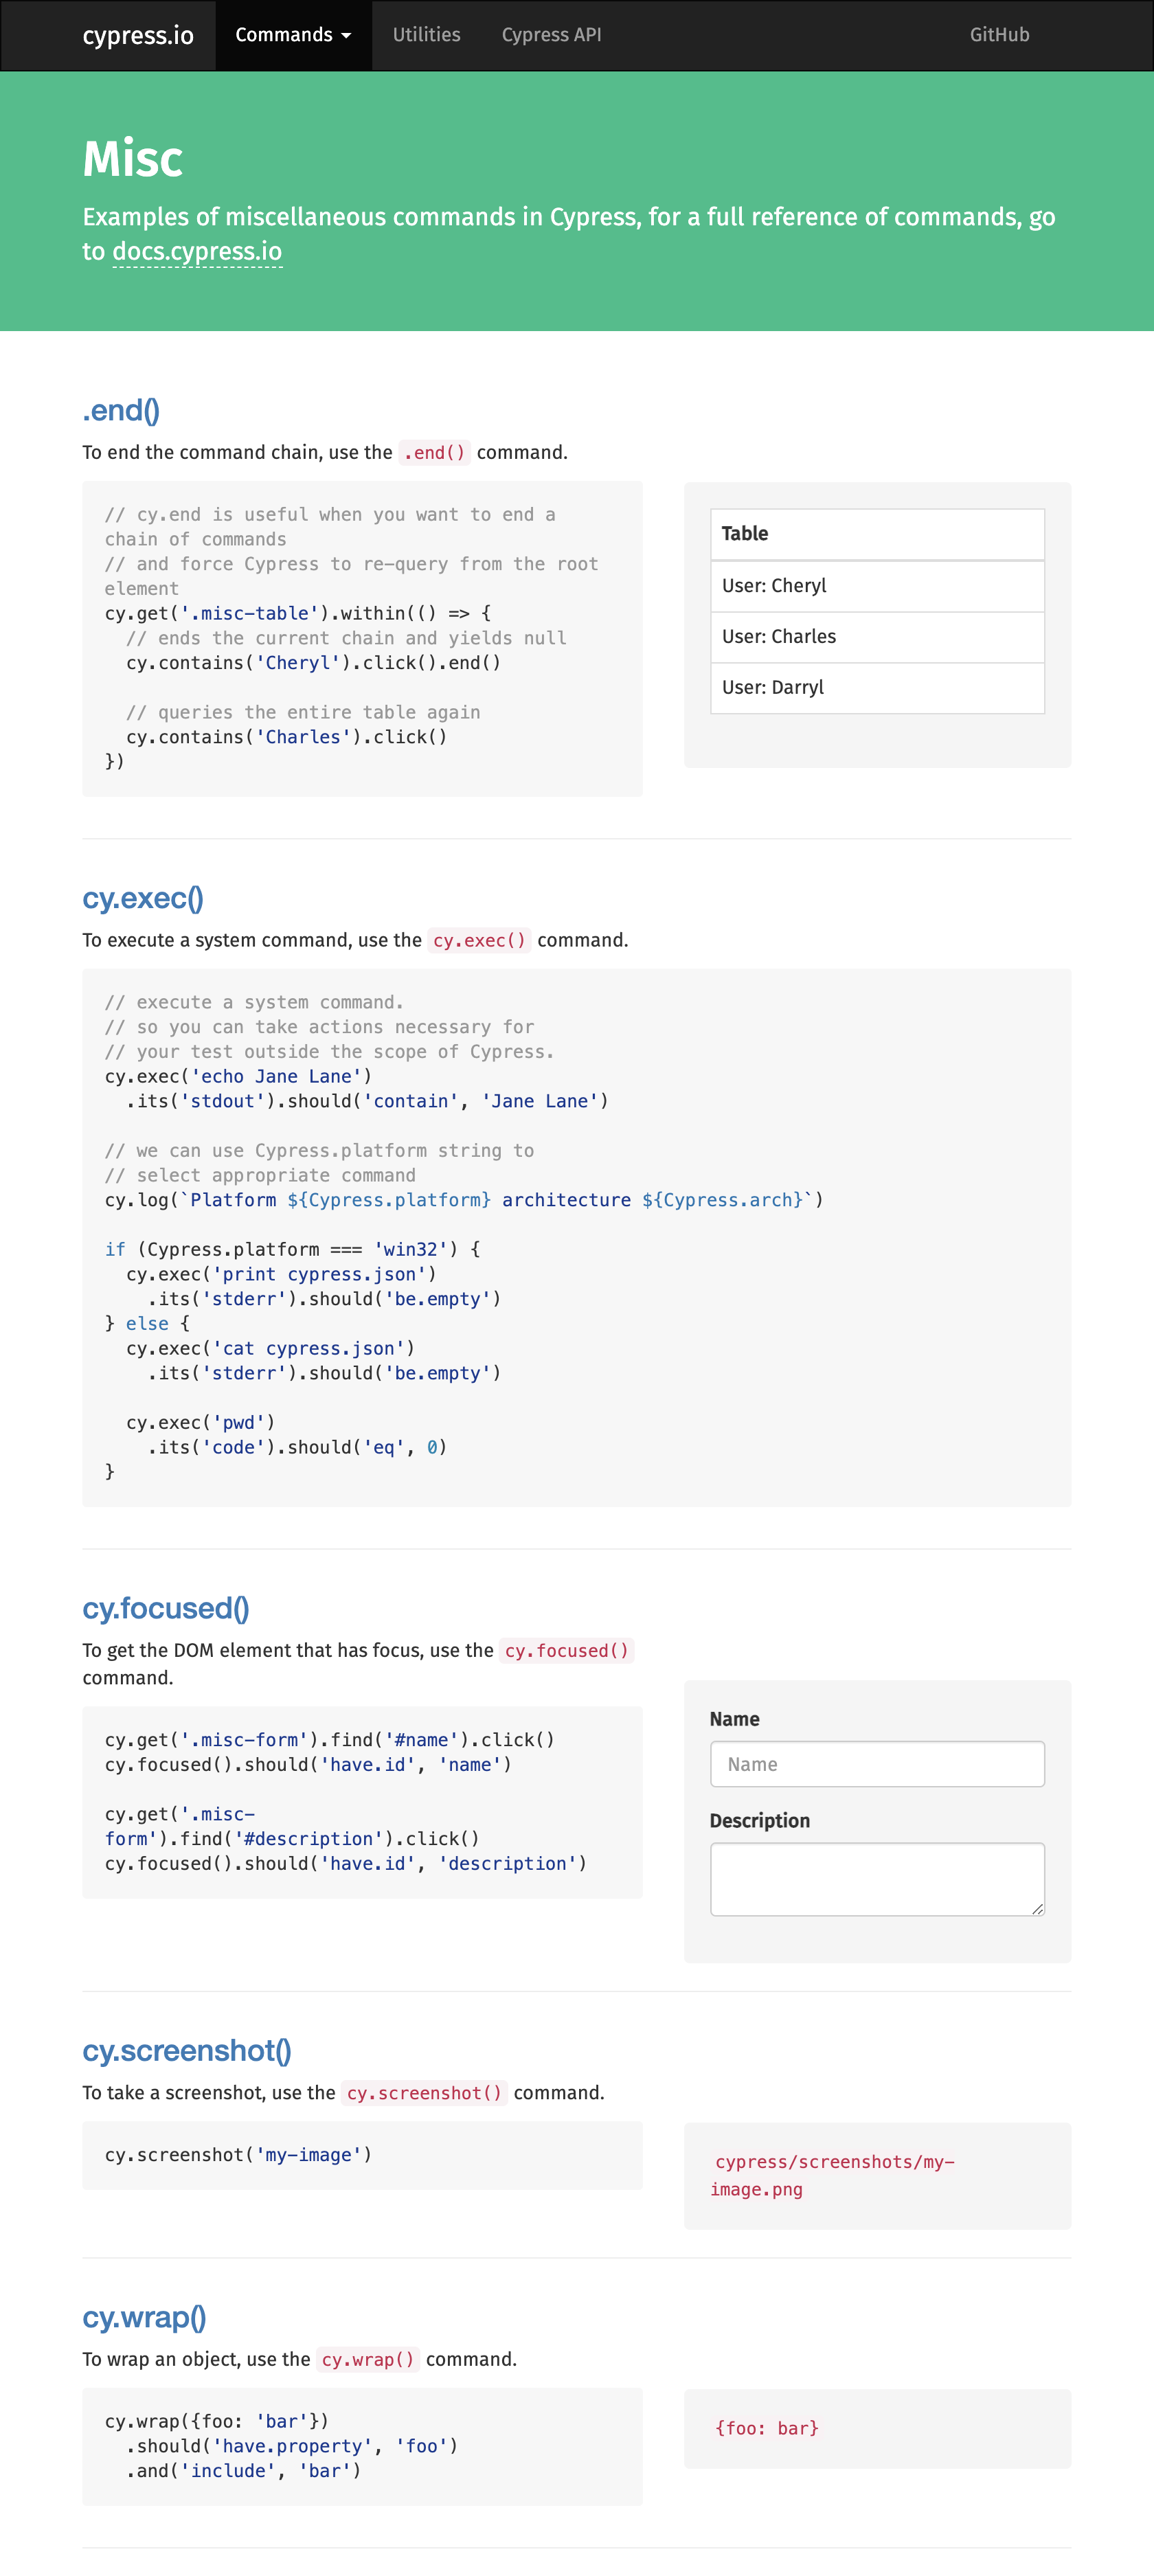 cypress.io Commands Utilities Cypress API GitHub
Misc
Examples of miscellaneous commands in Cypress, for a full reference of commands, go
to docs.cypress.io
.end()
To end the command chain, use the .end() command.
// cy.end is useful when you want to end a
chain of commands
// and force Cypress to re-query from the root
element
cy.get('.misc-table').within(() => {
  // ends the current chain and yields null
  cy.contains('Cheryl').click().end()

  // queries the entire table again
  cy.contains('Charles').click()
})
Table
User: Cheryl
User: Charles
User: Darryl
cy.exec()
To execute a system command, use the cy.exec() command.
// execute a system command.
// so you can take actions necessary for
// your test outside the scope of Cypress.
cy.exec('echo Jane Lane')
  .its('stdout').should('contain', 'Jane Lane')

// we can use Cypress.platform string to
// select appropriate command
cy.log(`Platform ${Cypress.platform} architecture ${Cypress.arch}`)

if (Cypress.platform === 'win32') {
  cy.exec('print cypress.json')
    .its('stderr').should('be.empty')
} else {
  cy.exec('cat cypress.json')
    .its('stderr').should('be.empty')

  cy.exec('pwd')
    .its('code').should('eq', 0)
}
cy.focused()
To get the DOM element that has focus, use the cy.focused()
command.
cy.get('.misc-form').find('#name').click()
cy.focused().should('have.id', 'name')

cy.get('.misc-
form').find('#description').click()
cy.focused().should('have.id', 'description')
Name
Name
Description
cy.screenshot()
To take a screenshot, use the cy.screenshot() command.
cy.screenshot('my-image')
cypress/screenshots/my-
image.png
cy.wrap()
To wrap an object, use the cy.wrap() command.
cy.wrap({foo: 'bar'})
  .should('have.property', 'foo')
  .and('include', 'bar')
{foo: bar}